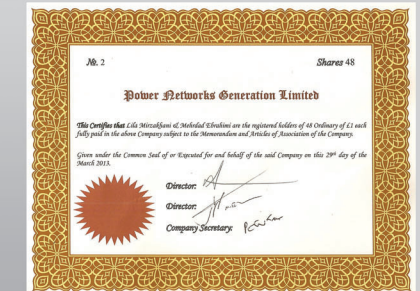 No. 2 Shares 48
Power Networks Generation Limited
This Certifies that Lila Mirzakhani & Mehrdad Ebrahimi are the registered holders of 48 Ordinary of £1 each
fully paid in the above Company subject to the Memorandum and Articles of Association of the Company.
Given under the Common Seal of or Executed for and behalf of the said Company on this 29th day of the
March 2013.
Director:
Director:
Company Secretary: